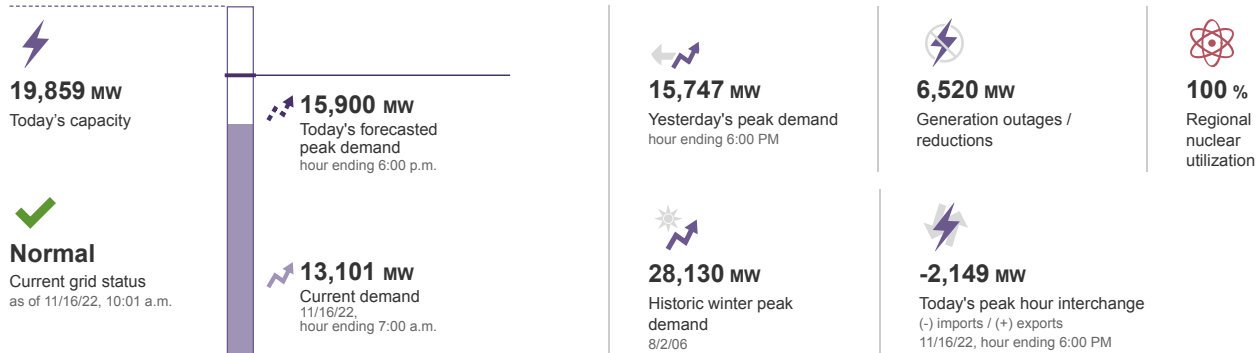 19,859 MW
Today's capacity
Normal
Current grid status
as of 11/16/22, 10:01 a.m.
15,900 MW
Today's forecasted
peak demand
hour ending 6:00 p.m.
13,101 MW
Current demand
11/16/22,
hour ending 7:00 a.m.
15,747 MW
Yesterday's peak demand
hour ending 6:00 PM
6,520 MW
Generation outages /
reductions
100 %
Regional
nuclear
utilization
28,130 MW
Historic winter peak
demand
8/2/06
-2,149 MW
Today's peak hour interchange
(-) imports / (+) exports
11/16/22, hour ending 6:00 PM